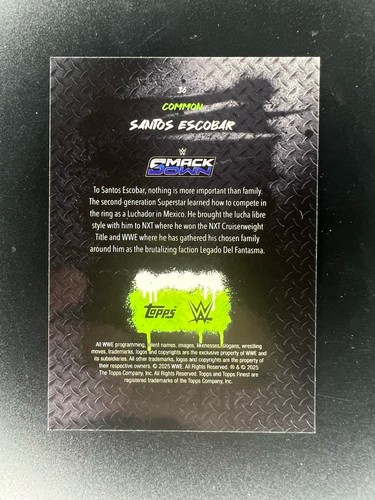 36
COMMON
SANTOS ESCOBAR
W
SMACK
DOWN
To Santos Escobar, nothing is more important than family.
The second-generation Superstar learned how to compete in
the ring as a Luchador in Mexico. He brought the lucha libre
style with him to NXT where he won the NXT Cruiserweight
Title and WWE where he has gathered his chosen family
around him as the brutalizing faction Legado Del Fantasma.
Topps W
All WWE programming, talent names, images, likenesses, slogans, wrestling
moves, trademarks, logos and copyrights are the exclusive property of WWE and
its subsidiaries. All other trademarks, logos and copyrights are the property of
their respective owners. © 2025 WWE. All Rights Reserved. ® & © 2025
The Topps Company, Inc. All Rights Reserved. Topps and Topps Finest are
registered trademarks of The Topps Company, Inc.